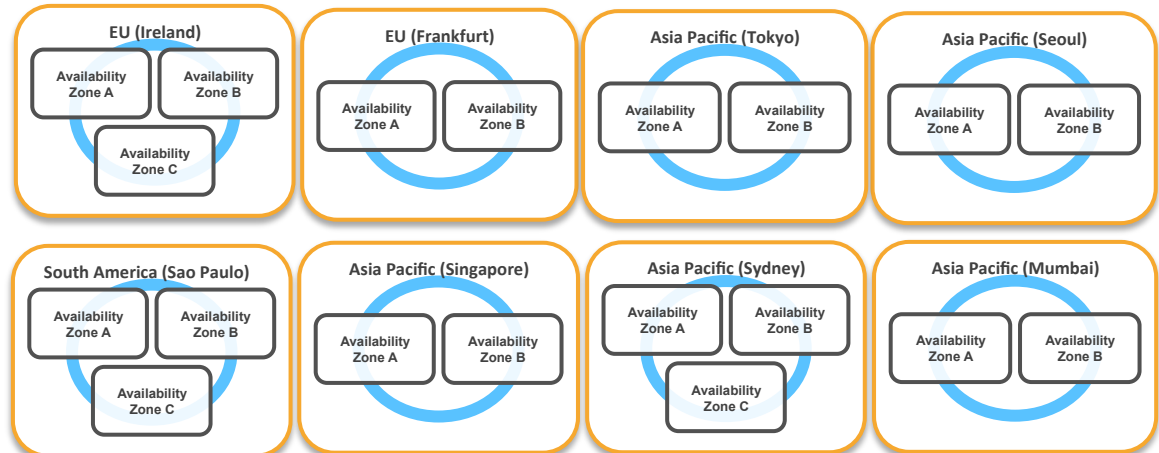 EU (Ireland)
Availability
Zone A
Availability
Zone B
Availability
Zone C
EU (Frankfurt)
Availability
Zone A
Availability
Zone B
Asia Pacific (Tokyo)
Availability
Zone A
Availability
Zone B
Asia Pacific (Seoul)
Availability
Zone A
Availability
Zone B
South America (Sao Paulo)
Availability
Zone A
Availability
Zone B
Availability
Zone C
Asia Pacific (Singapore)
Availability
Zone A
Availability
Zone B
Asia Pacific (Sydney)
Availability
Zone A
Availability
Zone B
Availability
Zone C
Asia Pacific (Mumbai)
Availability
Zone A
Availability
Zone B